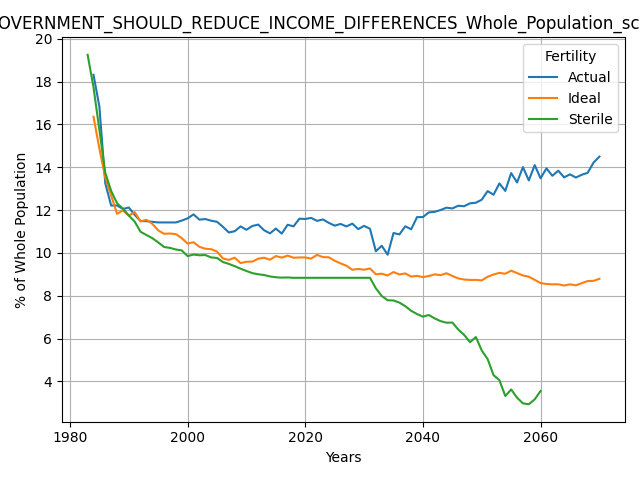 OVERNMENT_SHOULD_REDUCE_INCOME_DIFFERENCES_Whole_Population_sc
Fertility
Actual
Ideal
Sterile
% of Whole Population
20
18
16
14
12
10
8
6
4
1980 2000 2020 2040 2060
Years